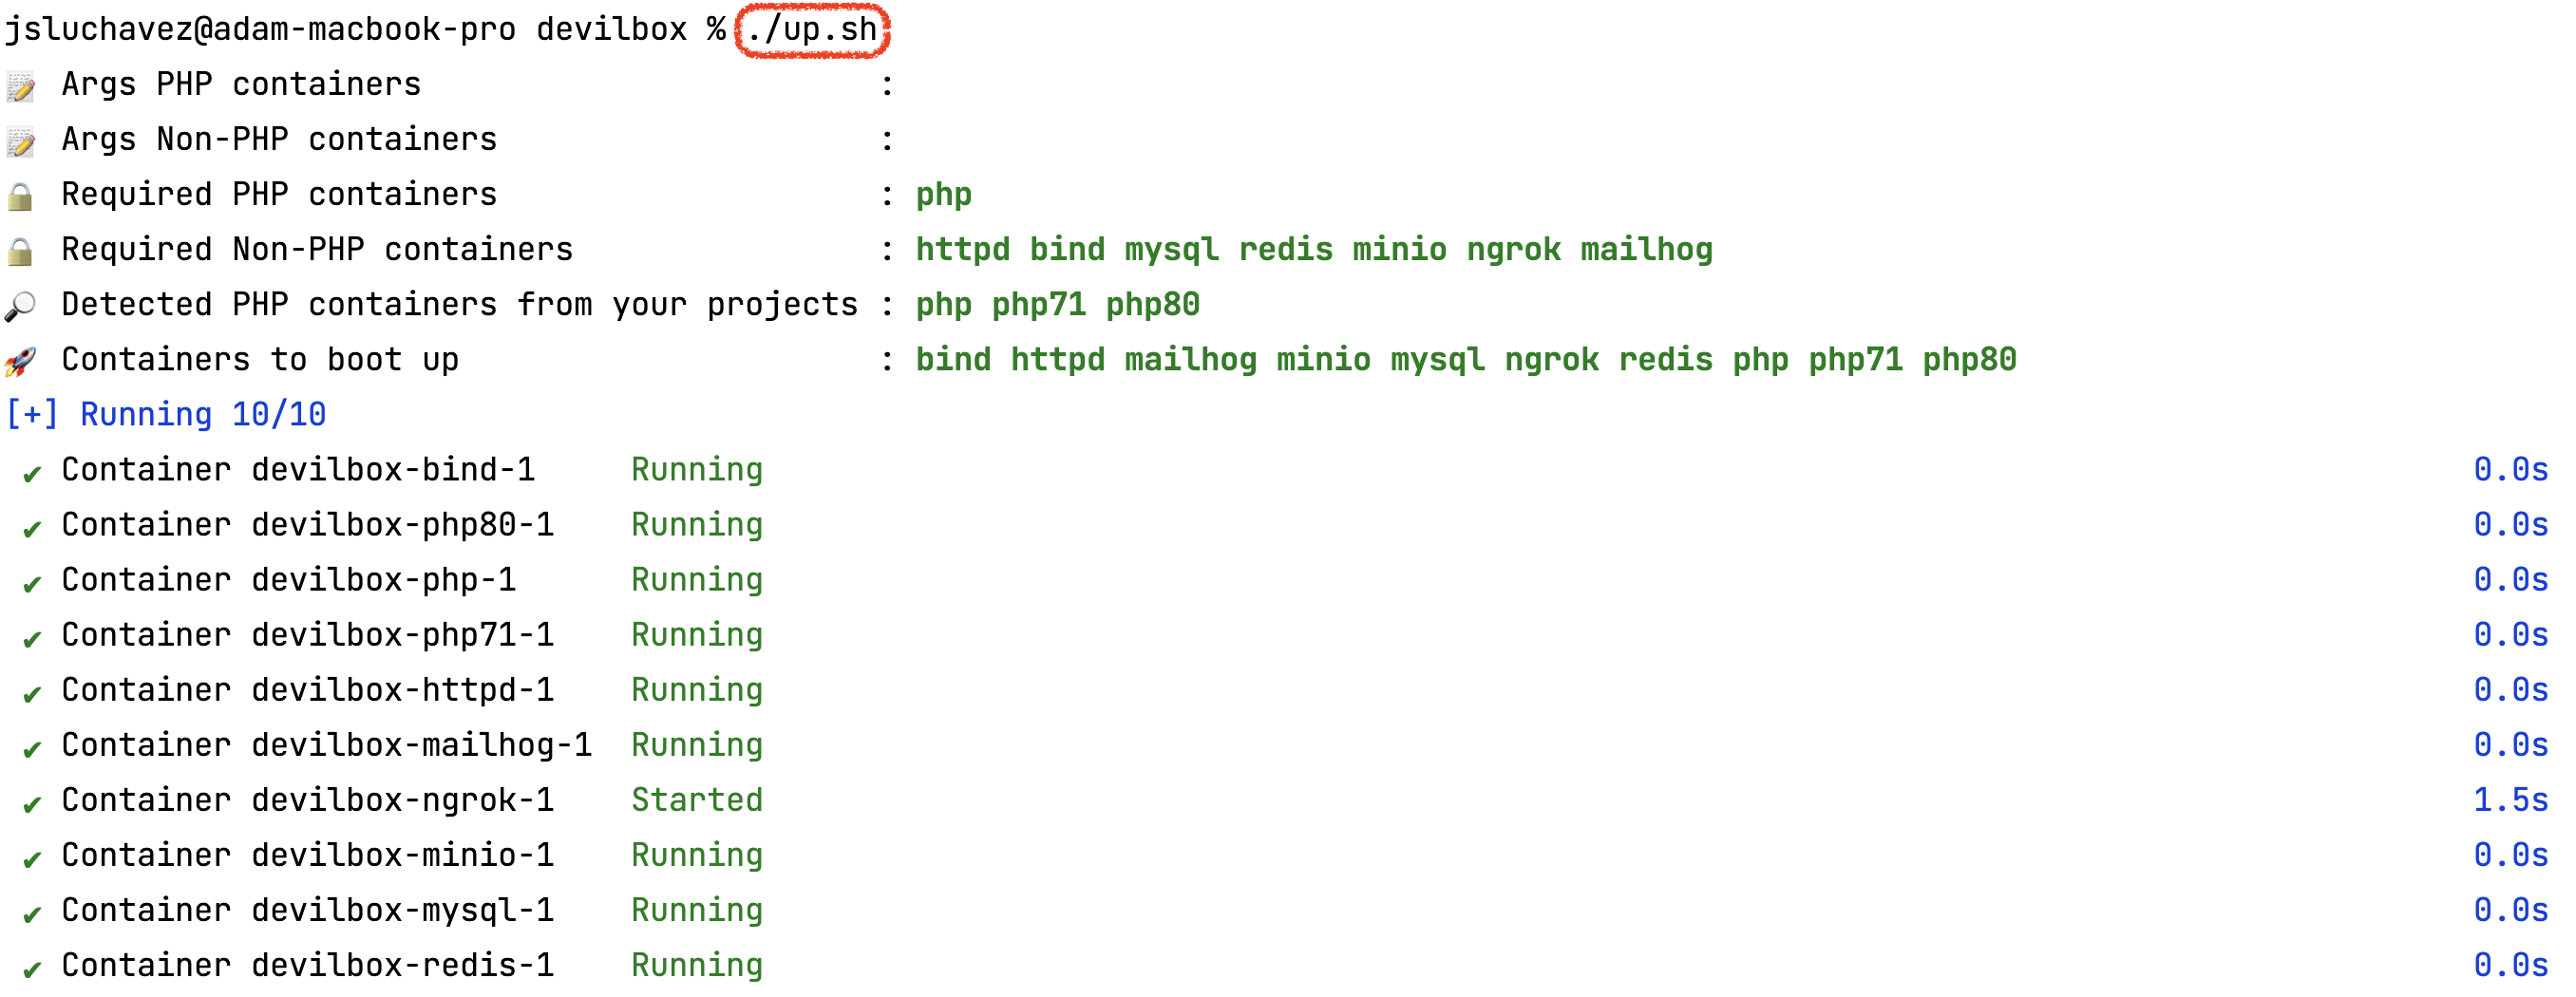 jsluchavez@adam-macbook-pro devilbox % ./up.sh
📝 Args PHP containers :
📝 Args Non-PHP containers :
🔒 Required PHP containers : php
🔒 Required Non-PHP containers : httpd bind mysql redis minio ngrok mailhog
🔎 Detected PHP containers from your projects : php php71 php80
🚀 Containers to boot up : bind httpd mailhog minio mysql ngrok redis php php71 php80
[+] Running 10/10
✔ Container devilbox-bind-1 Running 0.0s
✔ Container devilbox-php80-1 Running 0.0s
✔ Container devilbox-php-1 Running 0.0s
✔ Container devilbox-php71-1 Running 0.0s
✔ Container devilbox-httpd-1 Running 0.0s
✔ Container devilbox-mailhog-1 Running 0.0s
✔ Container devilbox-ngrok-1 Started 1.5s
✔ Container devilbox-minio-1 Running 0.0s
✔ Container devilbox-mysql-1 Running 0.0s
✔ Container devilbox-redis-1 Running 0.0s